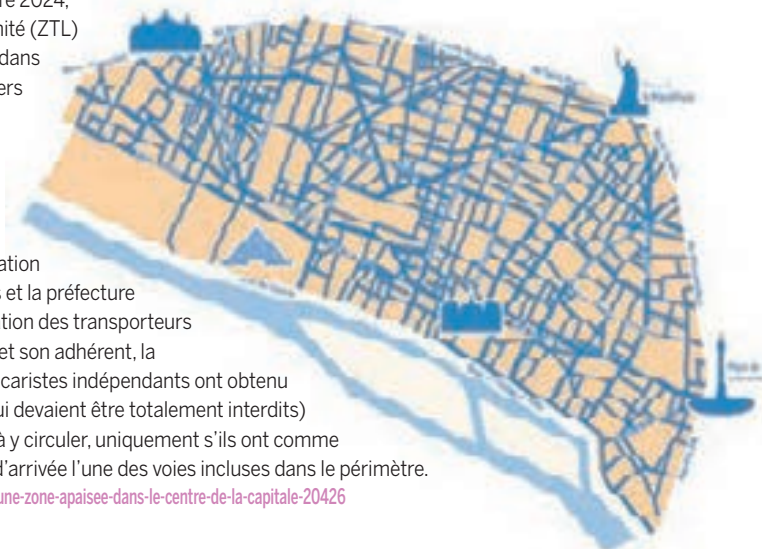 re 2024,
ité (ZTL)
dans
ers
ation
s et la préfecture
tion des transporteurs
et son adhérent, la
caristes indépendants ont obtenu
ui devaient être totalement interdits)
à y circuler, uniquement s'ils ont comme
d'arrivée l'une des voies incluses dans le périmètre.
une-zone-apaisee-dans-le-centre-de-la-capitale-20426